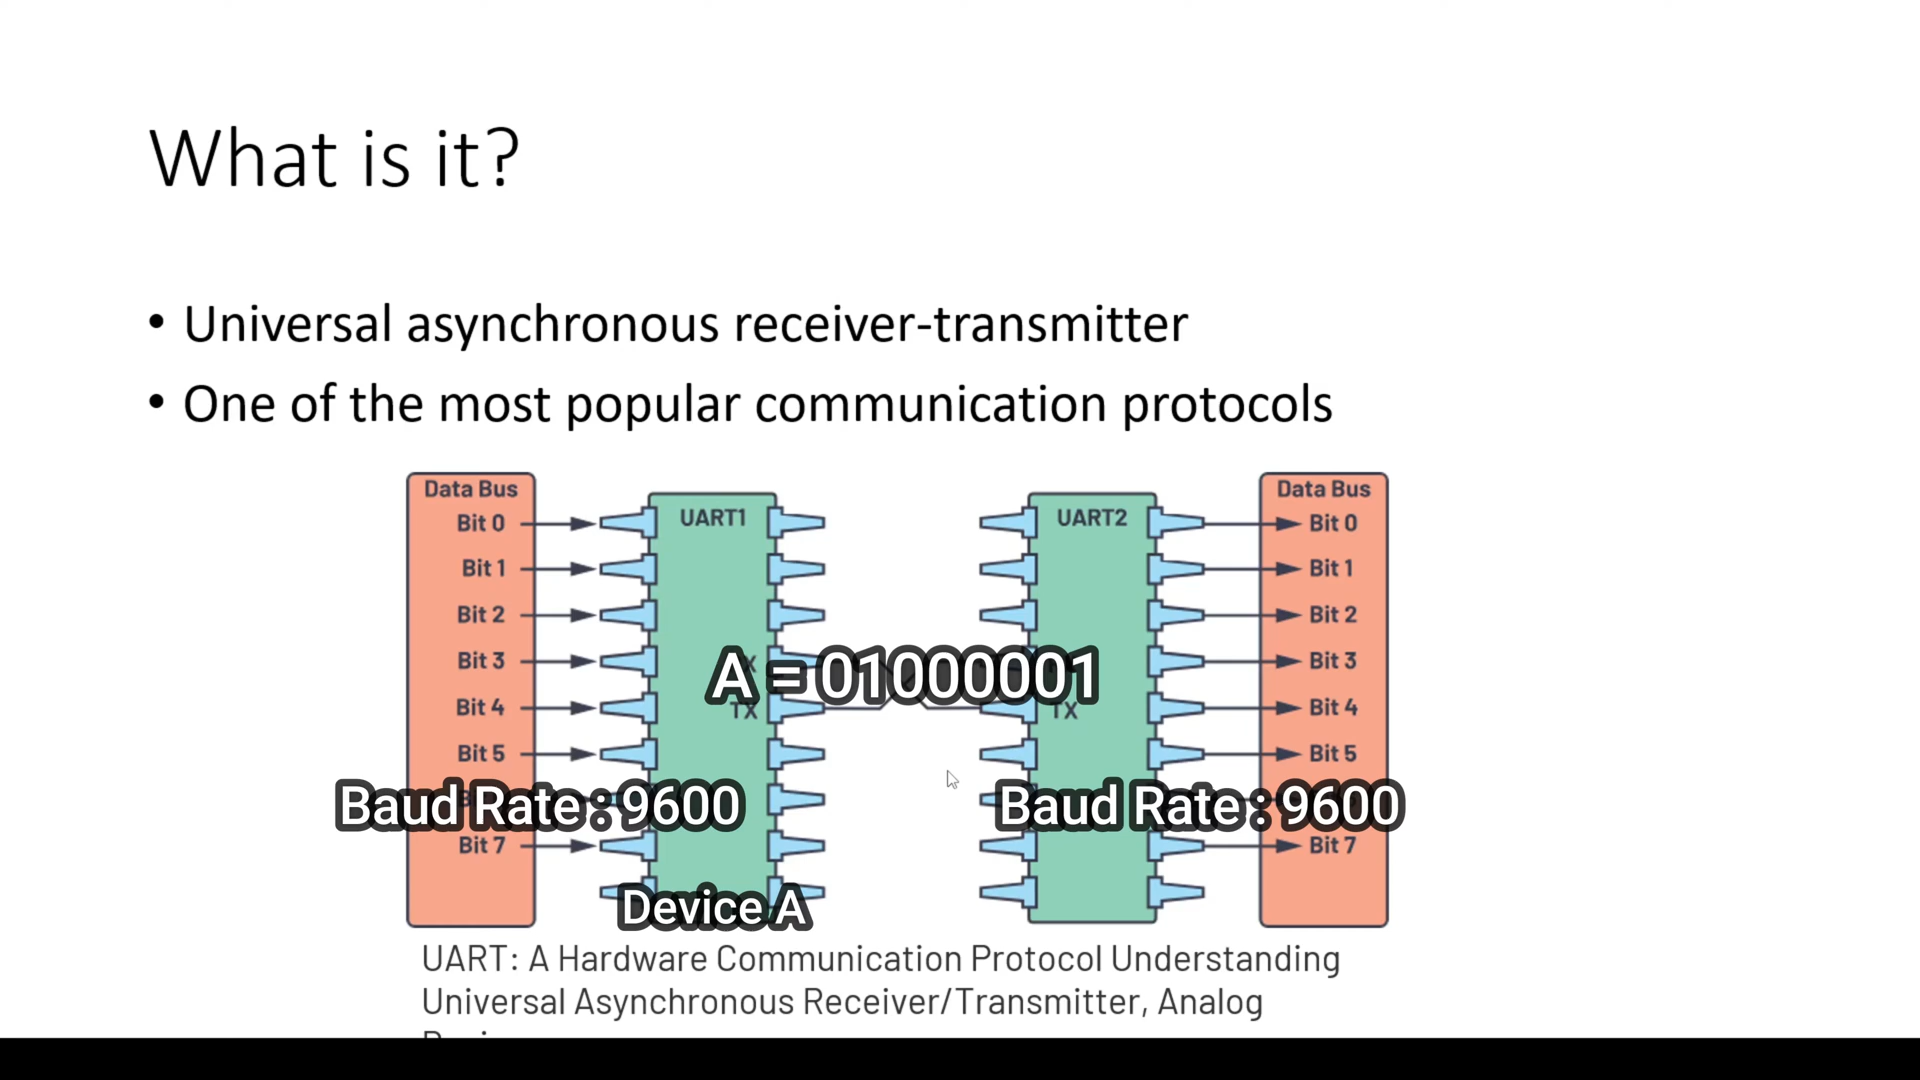 What is it?
• Universal asynchronous receiver-transmitter
• One of the most popular communication protocols
Data Bus
Bit 0
Bit 1
Bit 2
Bit 3
Bit 4
Bit 5
Bit 7
UART1
TX
UART2
TX
Data Bus
Bit 0
Bit 1
Bit 2
Bit 3
Bit 4
Bit 5
Bit 7
A = 01000001
Baud Rate : 9600
Baud Rate : 9600
Device A
UART: A Hardware Communication Protocol Understanding
Universal Asynchronous Receiver/Transmitter, Analog